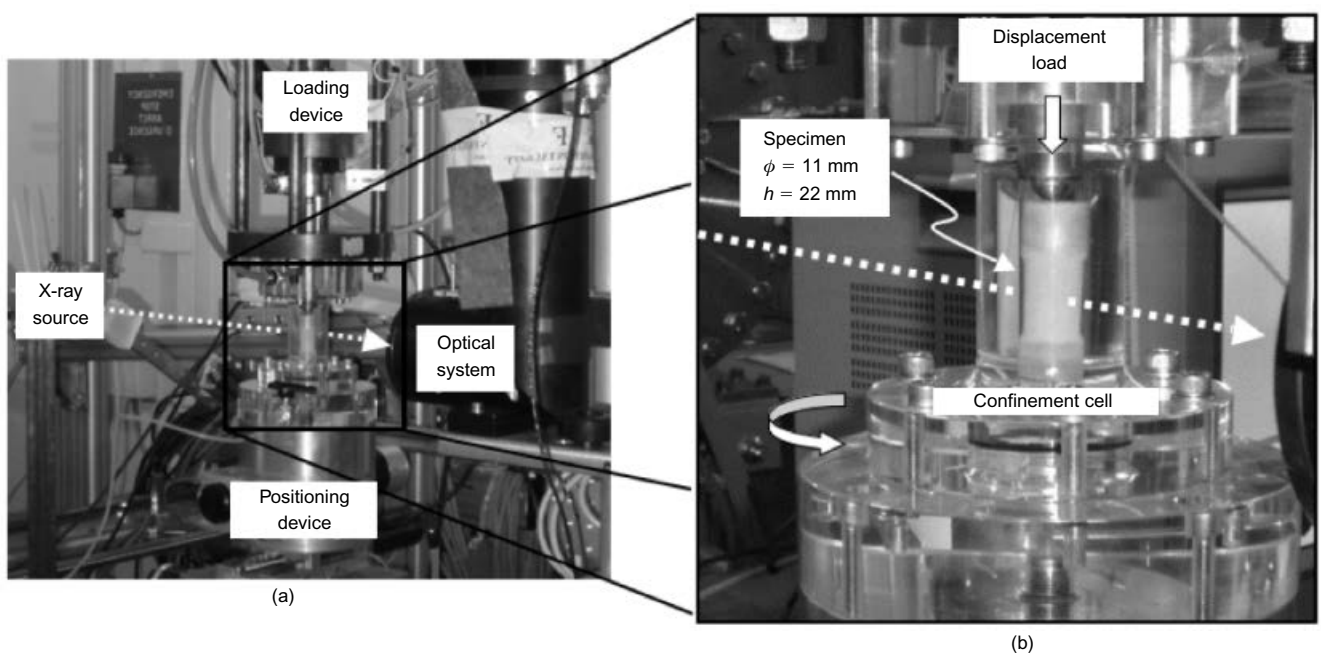 Loading
device
X-ray
source
Optical
system
Positioning
device
(a)
Displacement
load
Specimen
ϕ = 11 mm
h = 22 mm
Confinement cell
(b)